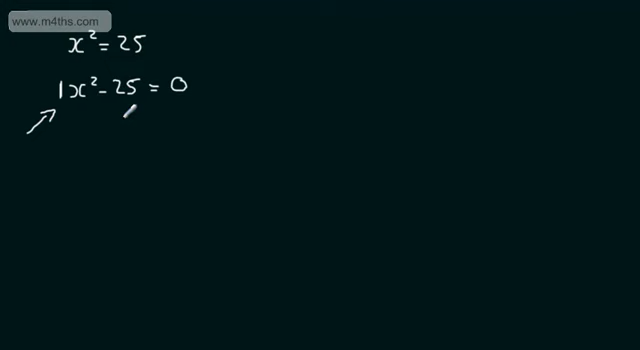 www.m4ths.com
x² = 25
1x² - 25 = 0